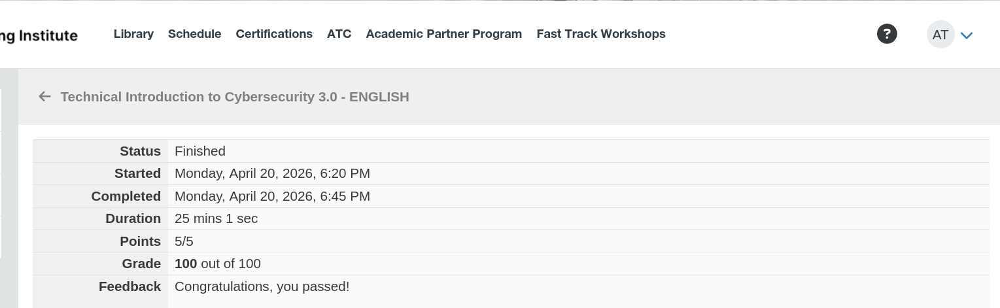 ng Institute
Library Schedule Certifications ATC Academic Partner Program Fast Track Workshops
? AT
← Technical Introduction to Cybersecurity 3.0 - ENGLISH
Status Finished
Started Monday, April 20, 2026, 6:20 PM
Completed Monday, April 20, 2026, 6:45 PM
Duration 25 mins 1 sec
Points 5/5
Grade 100 out of 100
Feedback Congratulations, you passed!